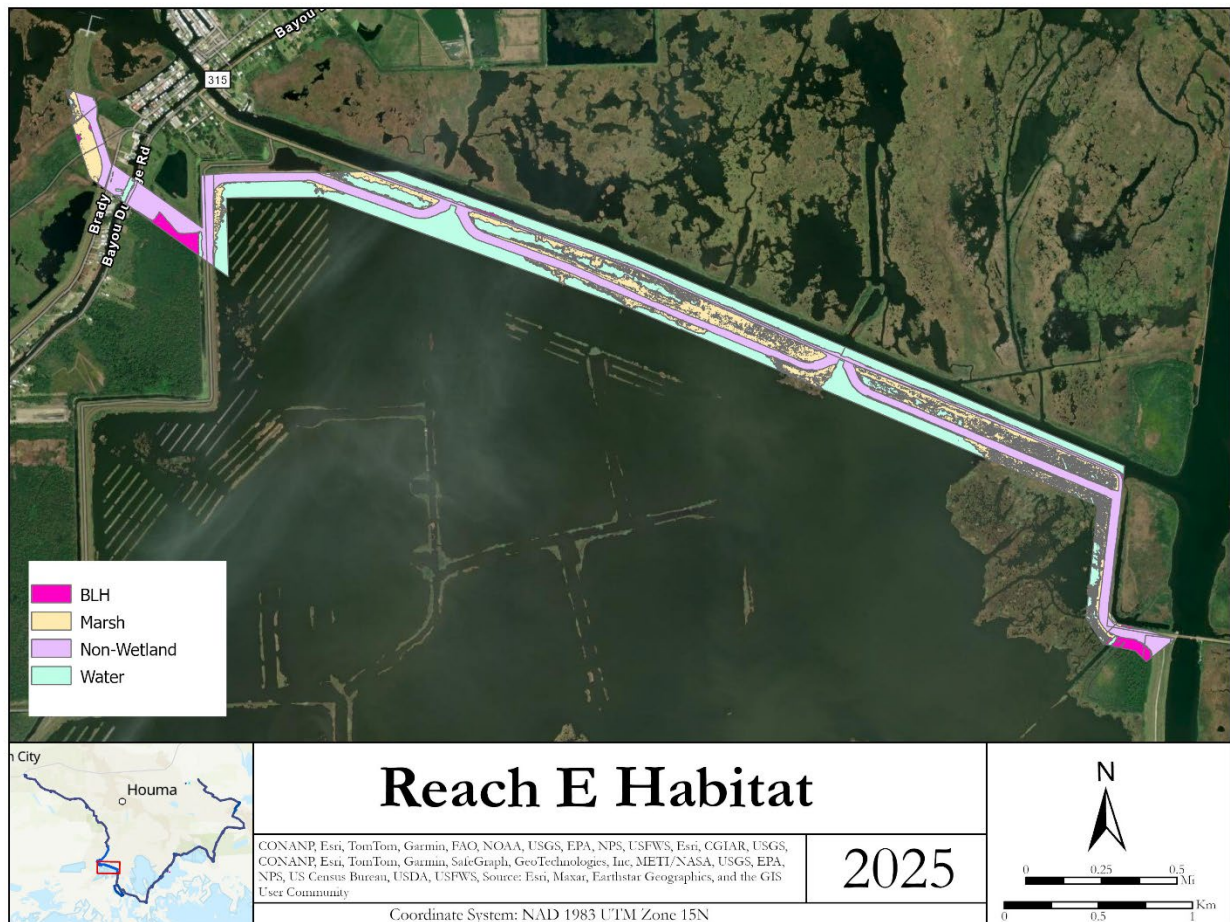 Bayou D
315
Brady
Bayou Du
ge Rd
BLH
Marsh
Non-Wetland
Water
n City
Houma
Reach E Habitat
CONANP, Esri, TomTom, Garmin, FAO, NOAA, USGS, EPA, NPS, USFWS, Esri, CGIAR, USGS,
CONANP, Esri, TomTom, Garmin, SafeGraph, GeoTechnologies, Inc, METI/NASA, USGS, EPA,
NPS, US Census Bureau, USDA, USFWS, Source: Esri, Maxar, Earthstar Geographics, and the GIS
User Community
Coordinate System: NAD 1983 UTM Zone 15N
2025
N
0 0.25 0.5
Mi
Km
0 0.5 1